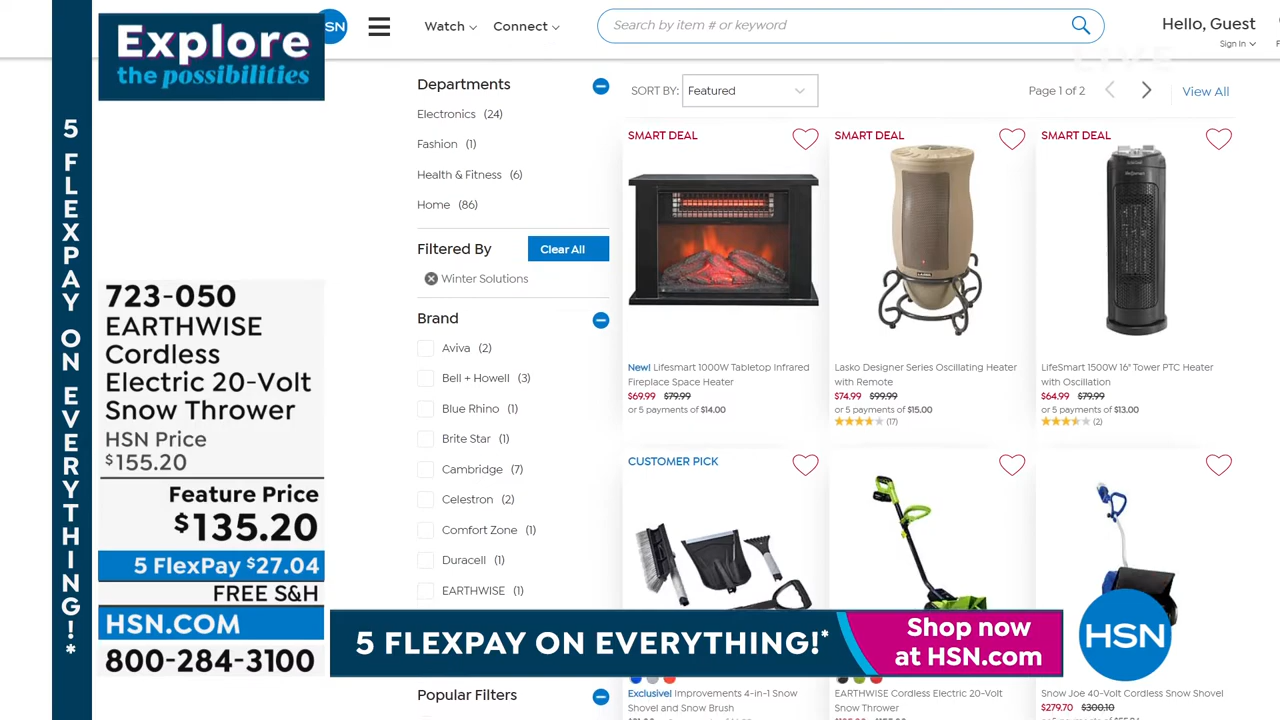 Explore
the possibilities
5 FLEXPAY ON EVERYTHING!*
723-050
EARTHWISE
Cordless
Electric 20-Volt
Snow Thrower
HSN Price
$155.20
Feature Price
$135.20
5 FlexPay $27.04
FREE S&H
HSN.COM
800-284-3100
SN
Watch
Connect
Search by item # or keyword
Hello, Guest
Sign In
LIVE
Departments
Electronics (24)
Fashion (1)
Health & Fitness (6)
Home (86)
Filtered By
Clear All
Winter Solutions
Brand
Aviva (2)
Bell + Howell (3)
Blue Rhino (1)
Brite Star (1)
Cambridge (7)
Celestron (2)
Comfort Zone (1)
Duracell (1)
EARTHWISE (1)
Popular Filters
SORT BY: Featured
Page 1 of 2
View All
SMART DEAL
New! Lifesmart 1000W Tabletop Infrared
Fireplace Space Heater
$69.99 $79.99
or 5 payments of $14.00
SMART DEAL
LASKO
Lasko Designer Series Oscillating Heater
with Remote
$74.99 $99.99
or 5 payments of $15.00
(17)
SMART DEAL
LifeSmart 1500W 16" Tower PTC Heater
with Oscillation
$64.99 $79.99
or 5 payments of $13.00
(2)
CUSTOMER PICK
Exclusive! Improvements 4-in-1 Snow
Shovel and Snow Brush
EARTHWISE Cordless Electric 20-Volt
Snow Thrower
Snow Joe 40-Volt Cordless Snow Shovel
$279.70 $300.10
5 FLEXPAY ON EVERYTHING!*
Shop now
at HSN.com
HSN